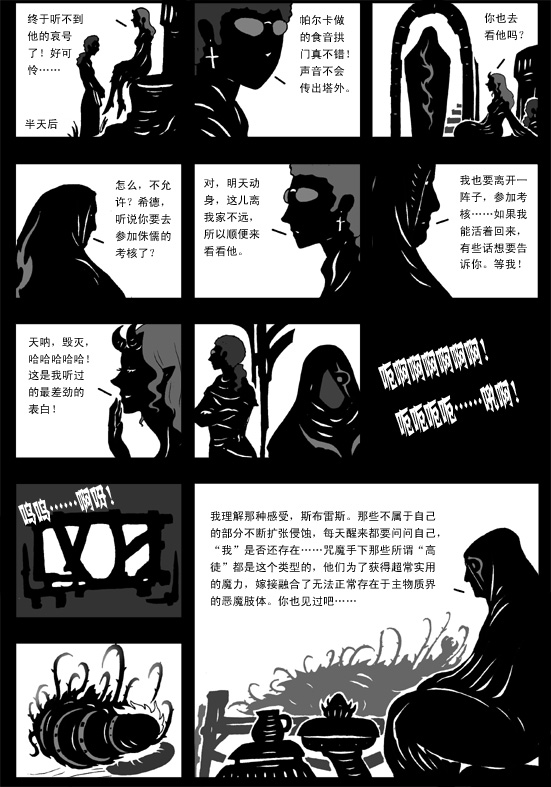 终于听不到
他的哀号
了！好可
怜……
半天后
帕尔卡做
的食音拱
门真不错！
声音不会
传出塔外。
你也去
看他吗？
怎么，不允
许？希德，
听说你要去
参加侏儒的
考核了？
对，明天动
身，这儿离
我家不远，
所以顺便来
看看他。
我也要离开一
阵子，参加考
核……如果我
能活着回来，
有些话想要告
诉你。等我！
天呐，毁灭，
哈哈哈哈哈！
这是我听过
的最差劲的
表白！
呃啊啊啊啊啊啊！
呃呃呃呃……吼啊！
呜呜……啊呀！
我理解那种感受，斯布雷斯。那些不属于自己
的部分不断扩张侵蚀，每天醒来都要问问自己，
“我”是否还存在……咒魔手下那些所谓“高
徒”都是这个类型的，他们为了获得超常实用
的魔力，嫁接融合了无法正常存在于主物质界
的恶魔肢体。你也见过吧……